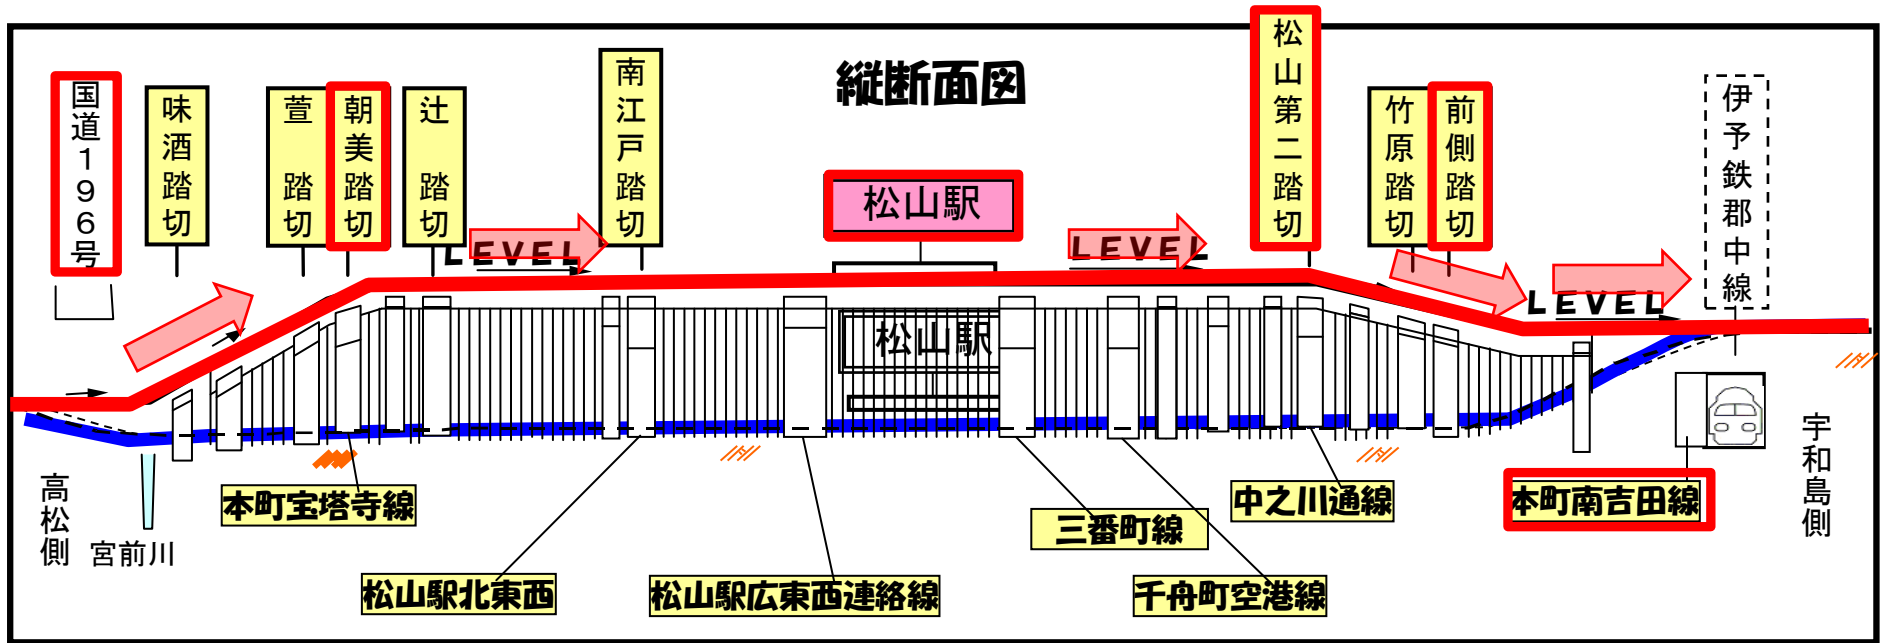 縦断面図
国道196号
味酒踏切
萱踏切
朝美踏切
辻踏切
南江戸踏切
松山駅
松山第二踏切
竹原踏切
前側踏切
伊予鉄郡中線
LEVEL
LEVEL
LEVEL
松山駅
高松側
宮前川
本町宝塔寺線
松山駅北東西
松山駅広東西連絡線
三番町線
千舟町空港線
中之川通線
本町南吉田線
宇和島側